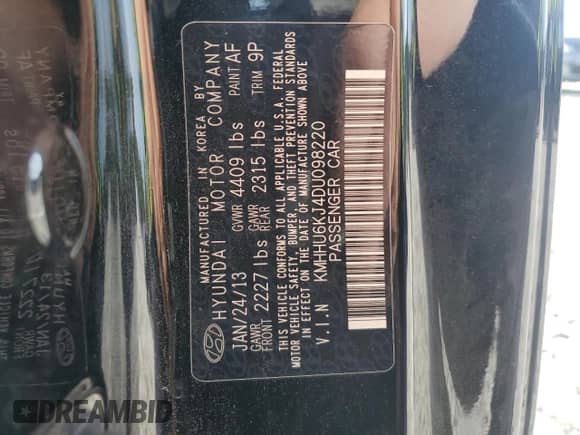 MANUFACTURED IN KOREA BY
HYUNDAI MOTOR COMPANY
JAN/24/13 GVWR 4409 lbs PAINT AF
GAWR FRONT 2227 lbs GAWR REAR 2315 lbs TRIM 9P
THIS VEHICLE CONFORMS TO ALL APPLICABLE U.S.A. FEDERAL
MOTOR VEHICLE SAFETY, BUMPER, AND THEFT PREVENTION STANDARDS
IN EFFECT ON THE DATE OF MANUFACTURE SHOWN ABOVE.
V.I.N KMHHU6KJ4DU098220
PASSENGER CAR
DREAMBID